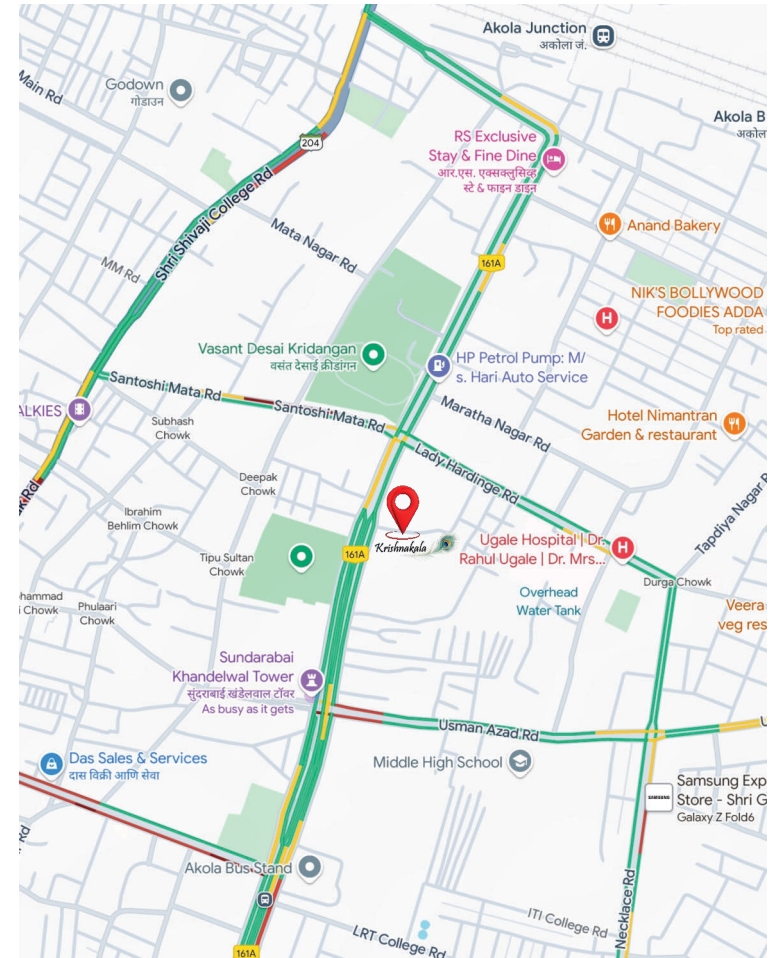 Akola Junction
अकोला जं.
Main Rd
Godown
गोडाउन
Akola B
अकोल
204
RS Exclusive
Stay & Fine Dine
आर.एस. एक्सक्लुसिव्ह
स्टे & फाइन डाइन
Shri Shivaji College Rd
Anand Bakery
Mata Nagar Rd
MM Rd
161A
NIK'S BOLLYWOOD
FOODIES ADDA
Top rated
H
Vasant Desai Kridangan
वसंत देसाई क्रीडांगन
HP Petrol Pump: M/
s. Hari Auto Service
Santoshi Mata Rd
Santoshi Mata Rd
Maratha Nagar Rd
ALKIES
Subhash
Chowk
Hotel Nimantran
Garden & restaurant
Lady Hardinge Rd
Deepak
Chowk
Tapdiya Nagar R
Ibrahim
Behlim Chowk
Krishnakala
161A
Tipu Sultan
Chowk
Ugale Hospital | Dr.
Rahul Ugale | Dr. Mrs...
H
Durga Chowk
Overhead
Water Tank
hammad
i Chowk
Phulaari
Chowk
Veera
veg res
Sundarabai
Khandelwal Tower
सुंदराबाई खंडेलवाल टॉवर
As busy as it gets
Usman Azad Rd
U
Das Sales & Services
दास विक्री आणि सेवा
Middle High School
SAMSUNG
Samsung Exp
Store - Shri G
Galaxy Z Fold6
Rd
Akola Bus Stand
Necklace Rd
ITI College Rd
LRT College Rd
161A